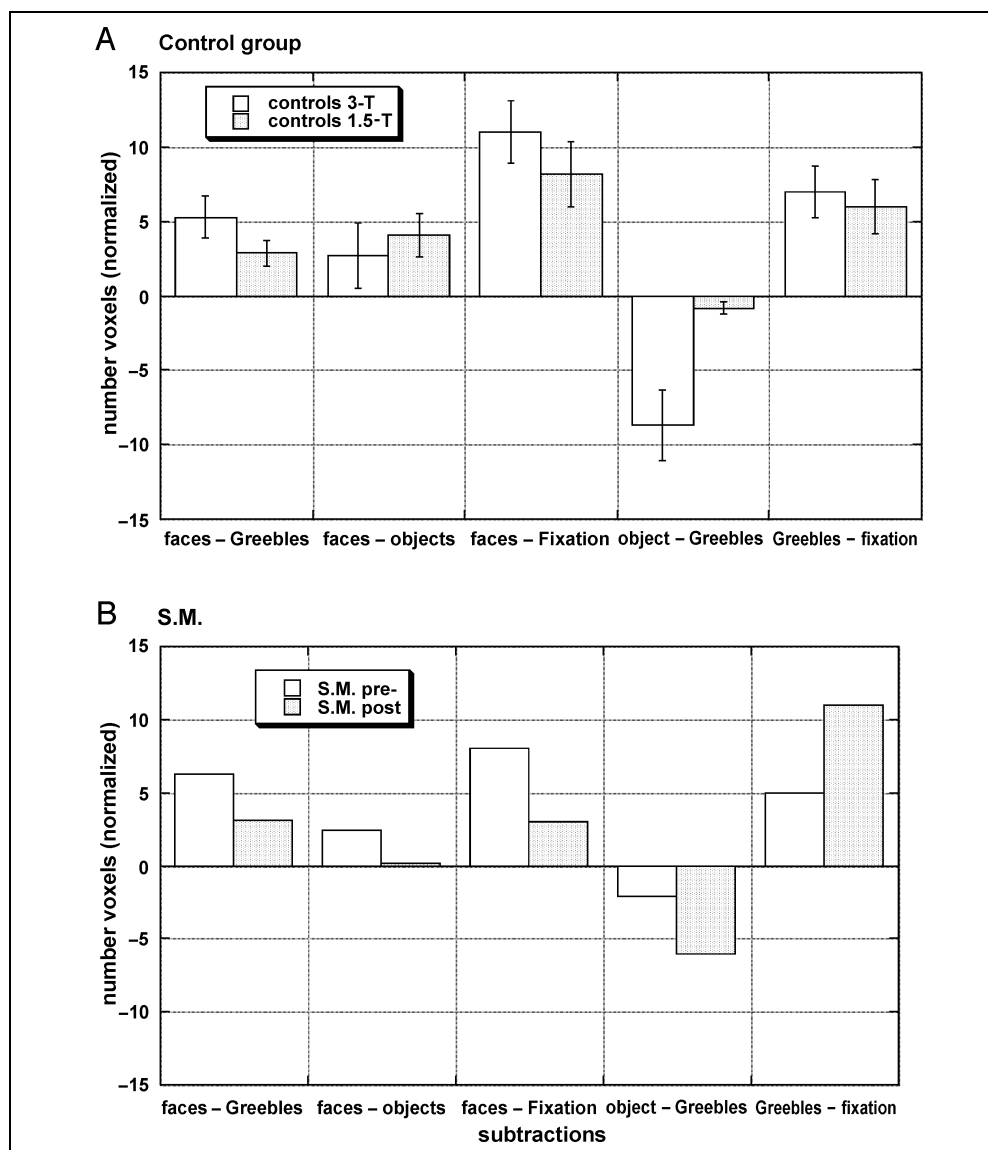 A Control group
15
controls 3-T
controls 1.5-T
10
5
0
−5
−10
−15
number voxels (normalized)
faces – Greebles faces – objects faces – Fixation object – Greebles Greebles – fixation
B S.M.
15
S.M. pre-
S.M. post
10
5
0
−5
−10
−15
number voxels (normalized)
faces – Greebles faces – objects faces – Fixation object – Greebles Greebles – fixation
subtractions